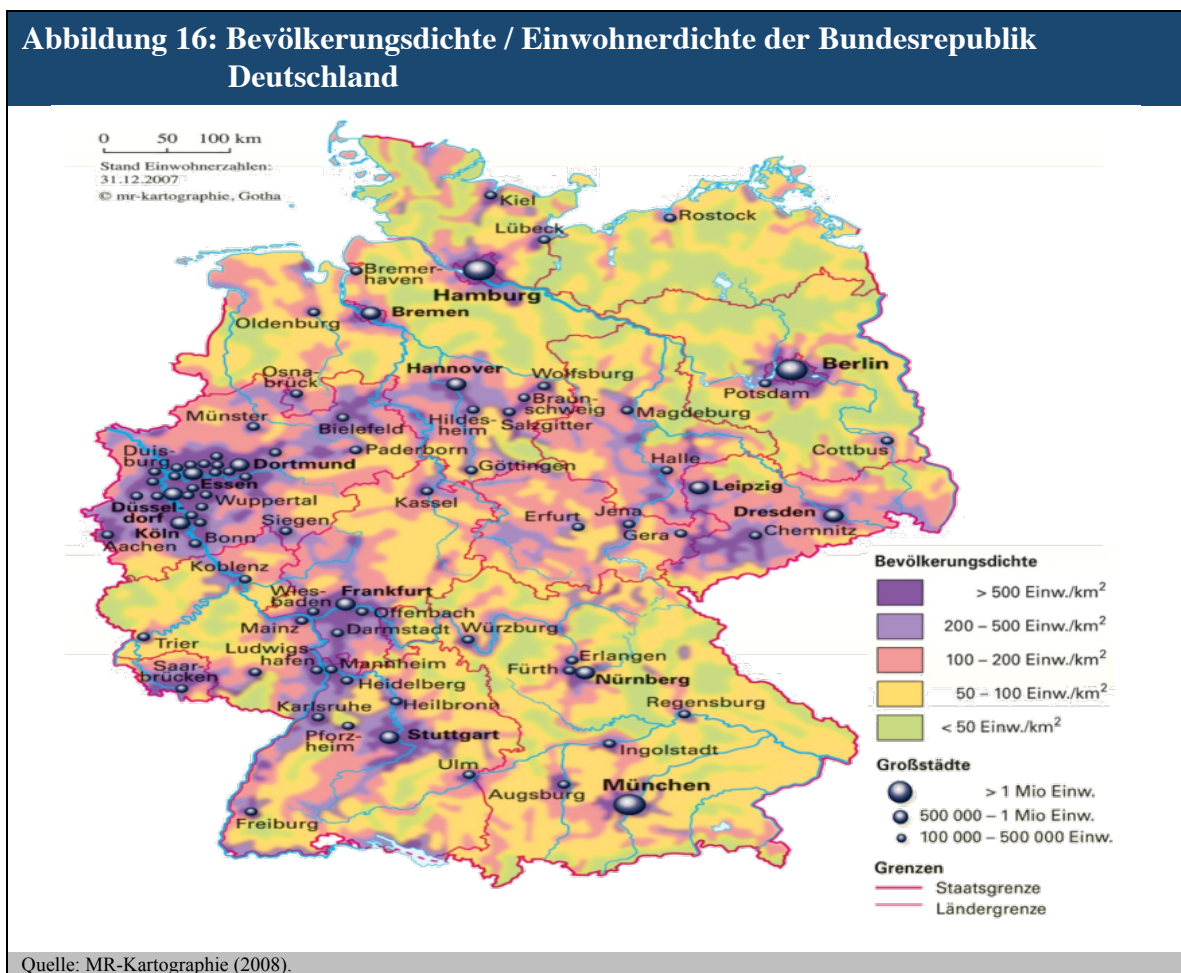 Abbildung 16: Bevölkerungsdichte / Einwohnerdichte der Bundesrepublik
Deutschland
0 50 100 km
Stand Einwohnerzahlen:
31.12.2007
© mr-kartographie, Gotha
Kiel
Rostock
Lübeck
Bremer-
haven
Hamburg
Bremen
Oldenburg
Berlin
Hannover
Wolfsburg
Osna-
brück
Potsdam
Braun-
schweig
Münster
Hildes-
heim
Magdeburg
Bielefeld
Salzgitter
Cottbus
Duis-
burg
Paderborn
Dortmund
Göttingen
Halle
Essen
Leipzig
Wuppertal
Kassel
Düssel-
dorf
Dresden
Köln
Siegen
Erfurt
Jena
Gera
Chemnitz
Aachen
Bonn
Koblenz
Wies-
baden
Frankfurt
Offenbach
Mainz
Darmstadt
Würzburg
Trier
Ludwigs
hafen
Mannheim
Erlangen
Saar-
brücken
Fürth
Nürnberg
Heidelberg
Karlsruhe
Heilbronn
Regensburg
Pforz-
heim
Stuttgart
Ingolstadt
Ulm
Augsburg
München
Freiburg
Bevölkerungsdichte
> 500 Einw./km²
200 – 500 Einw./km²
100 – 200 Einw./km²
50 – 100 Einw./km²
< 50 Einw./km²
Großstädte
> 1 Mio Einw.
500 000 – 1 Mio Einw.
100 000 – 500 000 Einw.
Grenzen
Staatsgrenze
Ländergrenze
Quelle: MR-Kartographie (2008).